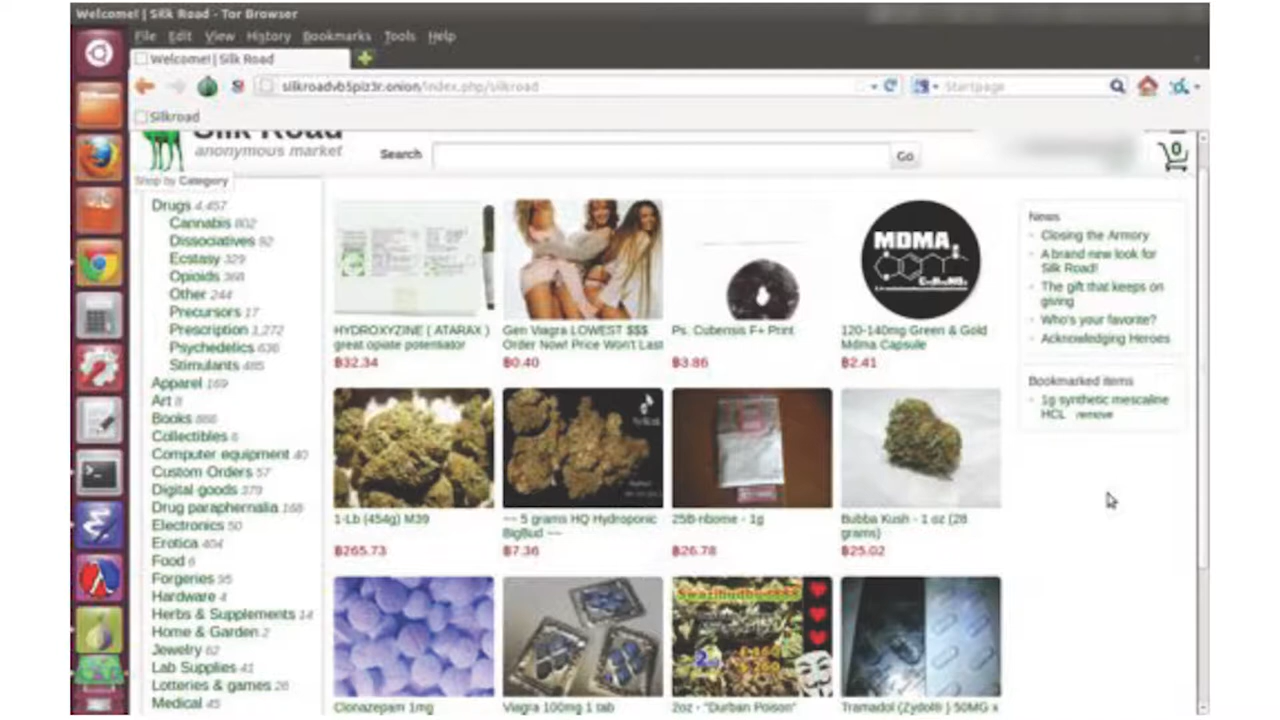 Welcome! | Silk Road - Tor Browser
File Edit View History Bookmarks Tools Help
Welcome! | Silk Road
silkroadvb5piz3r.onion/index.php/silkroad
Startpage
Silkroad
Silk Road
anonymous market
Search
Go
0
Shop by Category
Drugs 4,457
Cannabis 802
Dissociatives 92
Ecstasy 329
Opioids 368
Other 244
Precursors 17
Prescription 1,272
Psychedelics 636
Stimulants 485
Apparel 169
Art 8
Books 866
Collectibles 6
Computer equipment 40
Custom Orders 57
Digital goods 379
Drug paraphernalia 168
Electronics 50
Erotica 404
Food 6
Forgeries 95
Hardware 4
Herbs & Supplements 14
Home & Garden 2
Jewelry 62
Lab Supplies 41
Lotteries & games 26
Medical 45
HYDROXYZINE ( ATARAX )
great opiate potentiator
฿32.34
Gen Viagra LOWEST $$$
Order Now! Price Won't Last
฿0.40
Ps. Cubensis F+ Print
฿3.86
MDMA
120-140mg Green & Gold
Mdma Capsule
฿2.41
1-Lb (454g) M39
฿265.73
~~ 5 grams HQ Hydroponic
BigBud ~~
฿7.36
25B-nbome - 1g
฿26.78
Bubba Kush - 1 oz (28
grams)
฿25.02
Clonazepam 1mg
Viagra 100mg 1 tab
2oz - "Durban Poison"
Tramadol (Zydol® ) 50MG x
News
Closing the Armory
A brand new look for
Silk Road!
The gift that keeps on
giving
Who's your favorite?
Acknowledging Heroes
Bookmarked items
1g synthetic mescaline
HCL remove